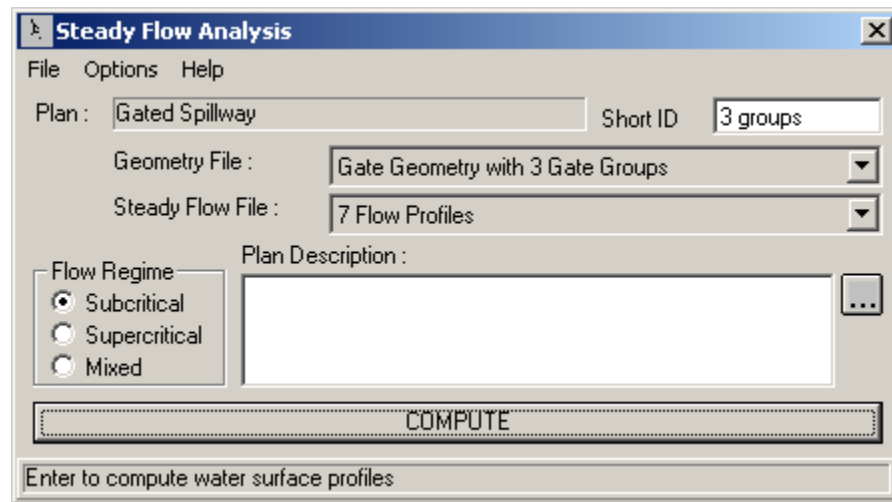 Steady Flow Analysis
File Options Help
Plan : Gated Spillway Short ID 3 groups
Geometry File : Gate Geometry with 3 Gate Groups
Steady Flow File : 7 Flow Profiles
Plan Description :
Flow Regime
Subcritical
Supercritical
Mixed
...
COMPUTE
Enter to compute water surface profiles